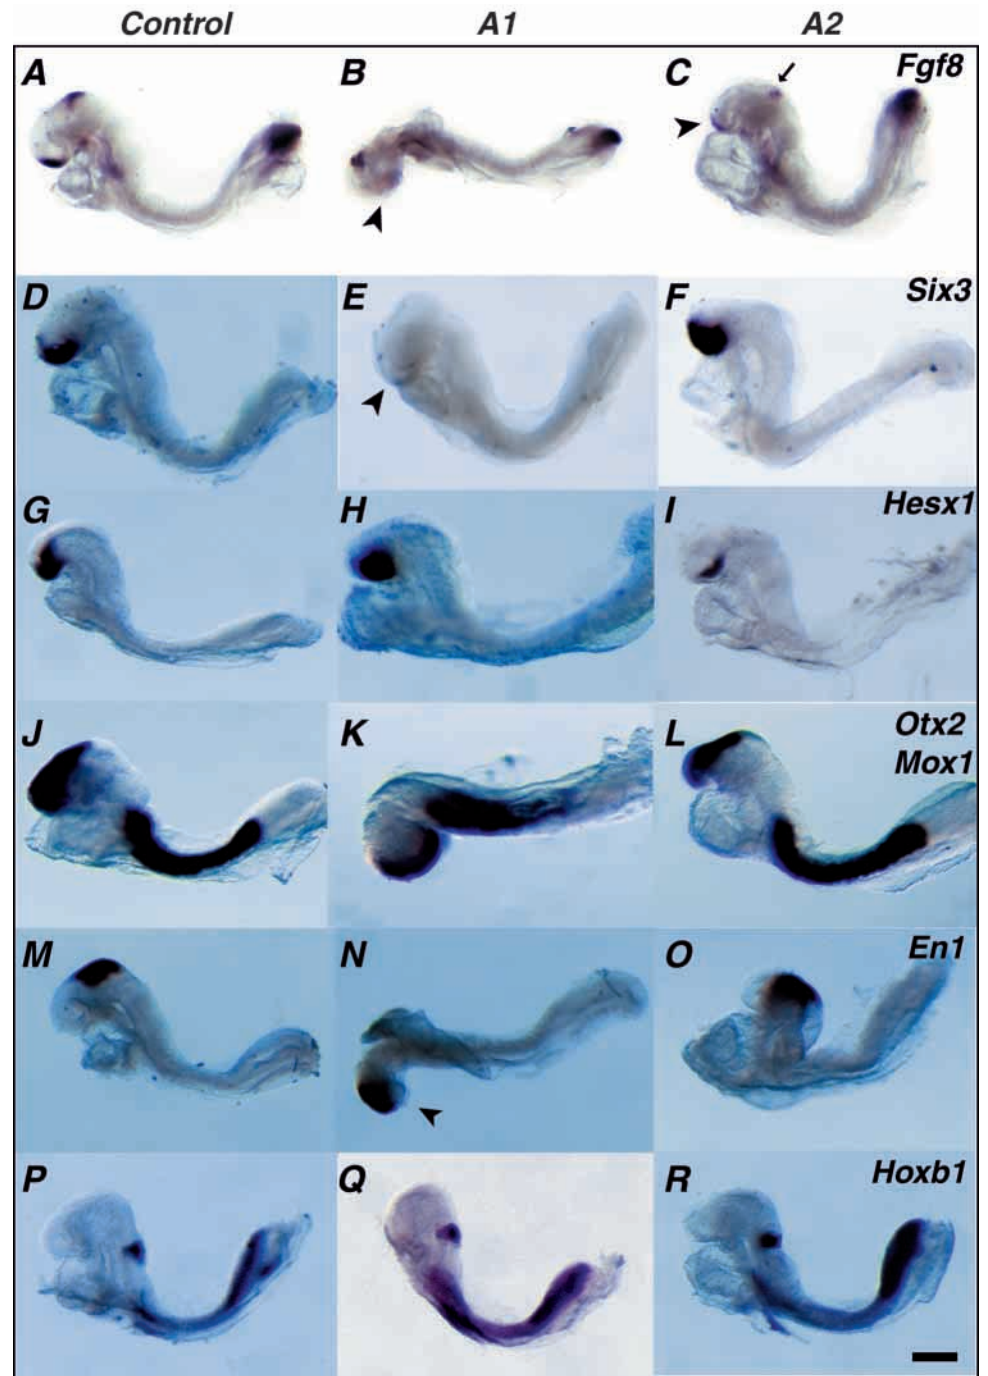 Control A1 A2
A B C Fgf8
D E F Six3
G H I Hesx1
J K L Otx2
Mox1
M N O En1
P Q R Hoxb1